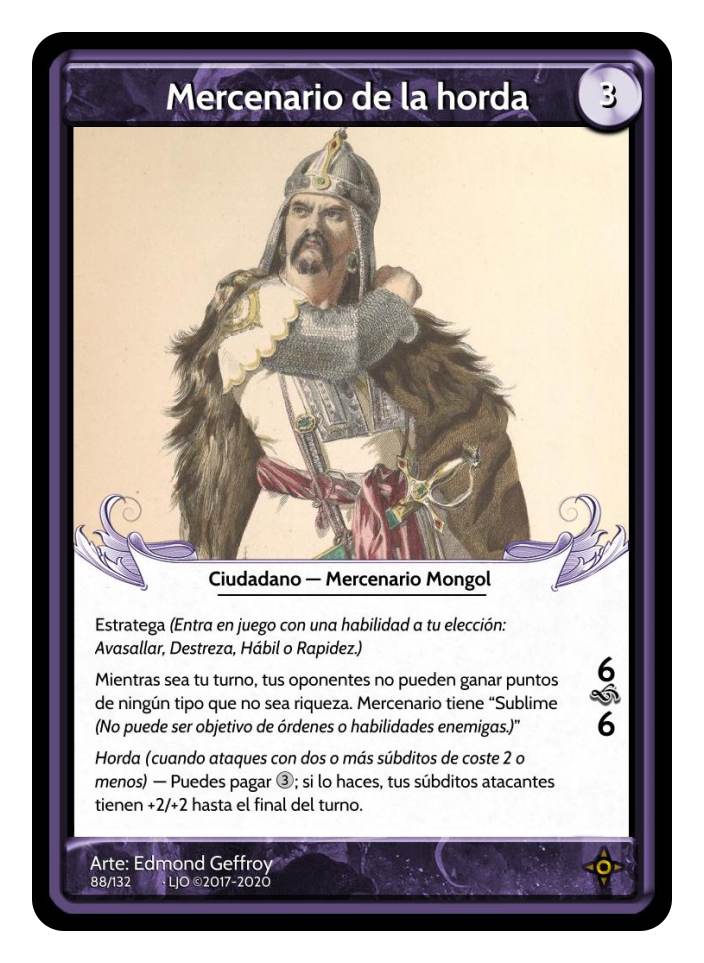 Mercenario de la horda
3
Ciudadano — Mercenario Mongol
Estratega (Entra en juego con una habilidad a tu elección:
Avasallar, Destreza, Hábil o Rapidez.)
Mientras sea tu turno, tus oponentes no pueden ganar puntos
de ningún tipo que no sea riqueza. Mercenario tiene “Sublime
(No puede ser objetivo de órdenes o habilidades enemigas.)”
Horda (cuando ataques con dos o más súbditos de coste 2 o
menos) — Puedes pagar 3; si lo haces, tus súbditos atacantes
tienen +2/+2 hasta el final del turno.
6
6
Arte: Edmond Geffroy
88/132 · LJO ©2017-2020